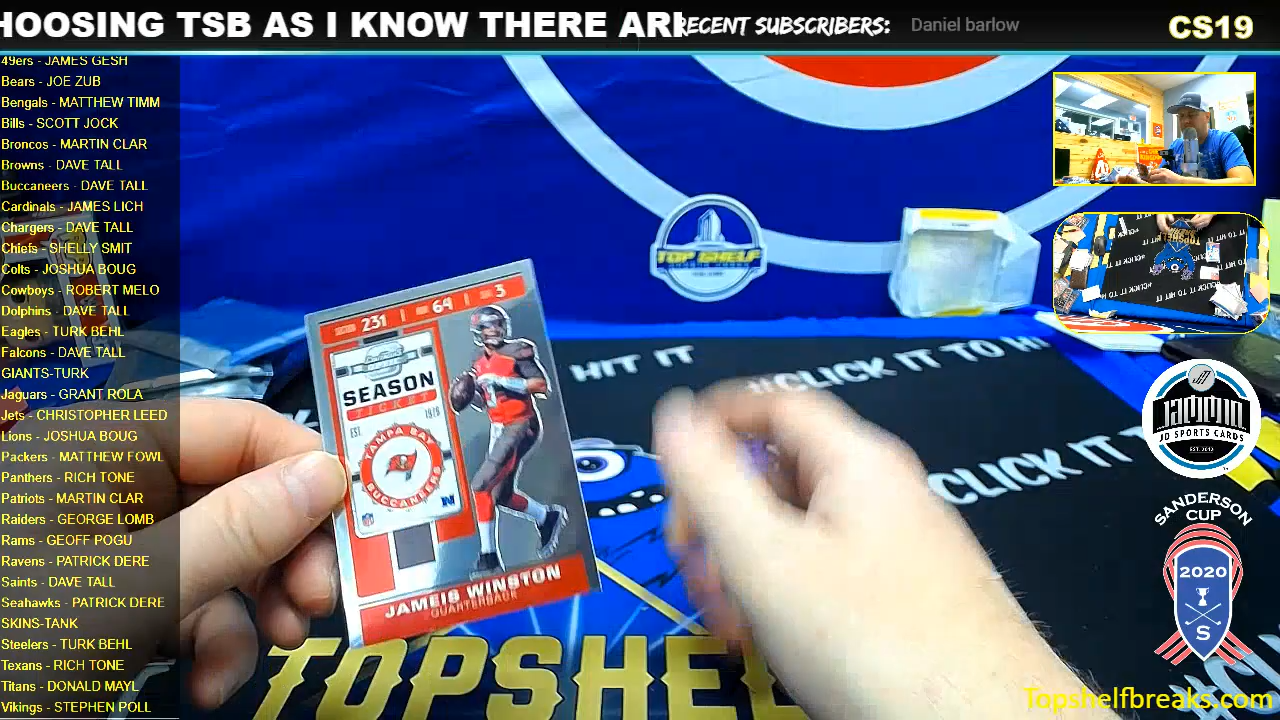 HOOSING TSB AS I KNOW THERE ARE
RECENT SUBSCRIBERS: Daniel barlow
CS19
49ers - JAMES GESH
Bears - JOE ZUB
Bengals - MATTHEW TIMM
Bills - SCOTT JOCK
Broncos - MARTIN CLAR
Browns - DAVE TALL
Buccaneers - DAVE TALL
Cardinals - JAMES LICH
Chargers - DAVE TALL
Chiefs - SHELLY SMIT
Colts - JOSHUA BOUG
Cowboys - ROBERT MELO
Dolphins - DAVE TALL
Eagles - TURK BEHL
Falcons - DAVE TALL
GIANTS-TURK
Jaguars - GRANT ROLA
Jets - CHRISTOPHER LEED
Lions - JOSHUA BOUG
Packers - MATTHEW FOWL
Panthers - RICH TONE
Patriots - MARTIN CLAR
Raiders - GEORGE LOMB
Rams - GEOFF POGU
Ravens - PATRICK DERE
Saints - DAVE TALL
Seahawks - PATRICK DERE
SKINS-TANK
Steelers - TURK BEHL
Texans - RICH TONE
Titans - DONALD MAYL
Vikings - STEPHEN POLL
231 | 64 | 3
SEASON
TICKET
EST. 1976
TAMPA BAY
BUCCANEERS
JAMEIS WINSTON
QUARTERBACK
TOP SHELF
HIT IT
#CLICK IT TO HI
CLICK IT T
TOPSHEL
JD
JAMMIN
JD SPORTS CARDS
EST. 2012
SANDERSON
CUP
2020
S
Topshelfbreaks.com